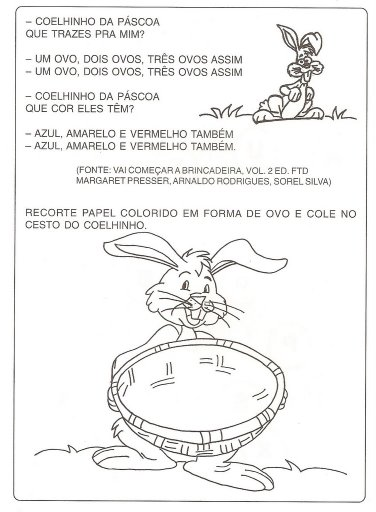 – COELHINHO DA PÁSCOA
QUE TRAZES PRA MIM?
– UM OVO, DOIS OVOS, TRÊS OVOS ASSIM
– UM OVO, DOIS OVOS, TRÊS OVOS ASSIM
– COELHINHO DA PÁSCOA
QUE COR ELES TÊM?
– AZUL, AMARELO E VERMELHO TAMBÉM
– AZUL, AMARELO E VERMELHO TAMBÉM.
(FONTE: VAI COMEÇAR A BRINCADEIRA, VOL. 2 ED. FTD
MARGARET PRESSER, ARNALDO RODRIGUES, SOREL SILVA)
RECORTE PAPEL COLORIDO EM FORMA DE OVO E COLE NO
CESTO DO COELHINHO.